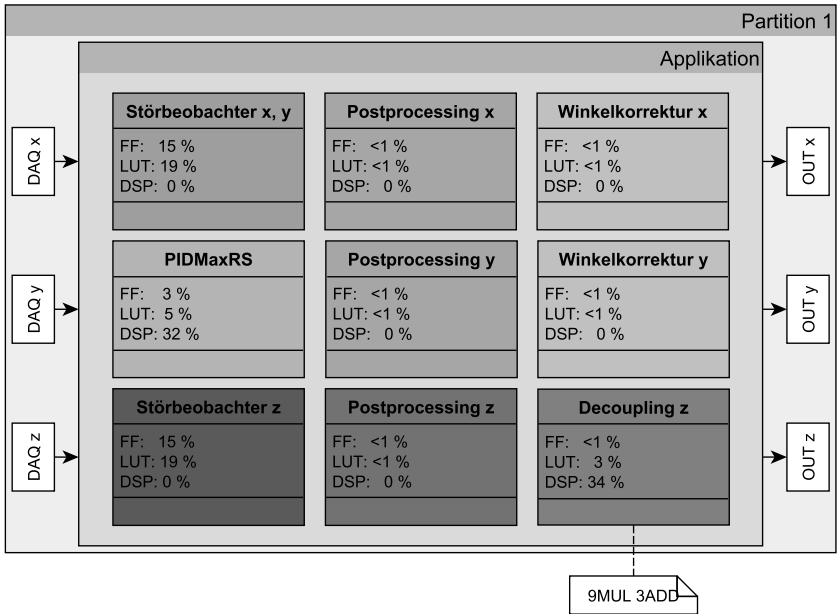 Partition 1
Applikation
DAQ x
Störbeobachter x, y
FF: 15 %
LUT: 19 %
DSP: 0 %
Postprocessing x
FF: <1 %
LUT: <1 %
DSP: 0 %
Winkelkorrektur x
FF: <1 %
LUT: <1 %
DSP: 0 %
OUT x
DAQ y
PIDMaxRS
FF: 3 %
LUT: 5 %
DSP: 32 %
Postprocessing y
FF: <1 %
LUT: <1 %
DSP: 0 %
Winkelkorrektur y
FF: <1 %
LUT: <1 %
DSP: 0 %
OUT y
DAQ z
Störbeobachter z
FF: 15 %
LUT: 19 %
DSP: 0 %
Postprocessing z
FF: <1 %
LUT: <1 %
DSP: 0 %
Decoupling z
FF: <1 %
LUT: 3 %
DSP: 34 %
OUT z
9MUL 3ADD